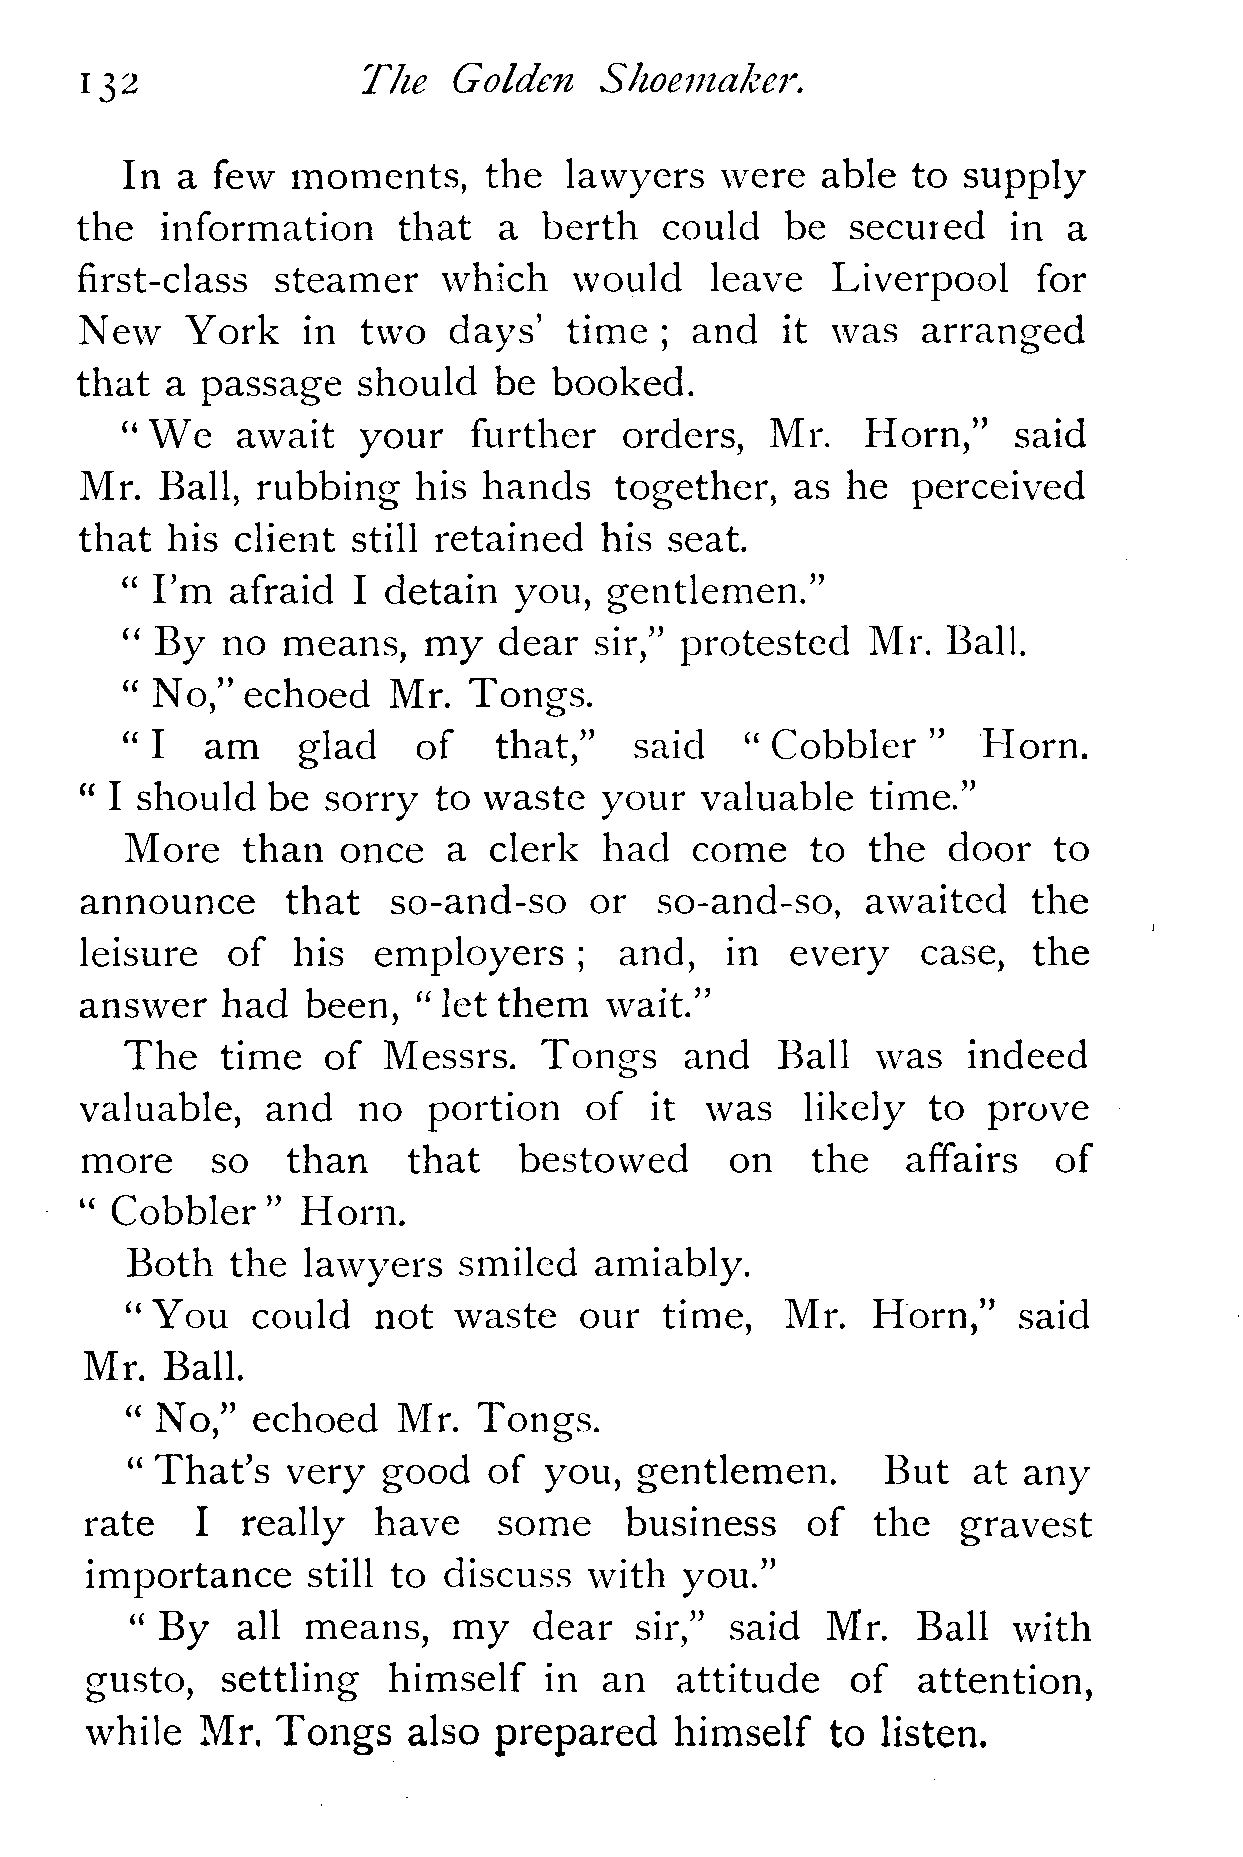 132 The Golden Shoemaker.
In a few moments, the lawyers were able to supply
the information that a berth could be secured in a
first-class steamer which would leave Liverpool for
New York in two days' time ; and it was arranged
that a passage should be booked.
" We await your further orders, Mr. Horn," said
Mr. Ball, rubbing his hands together, as he perceived
that his client still retained his seat.
" I'm afraid I detain you, gentlemen."
" By no means, my dear sir," protested Mr. Ball.
" No," echoed Mr. Tongs.
" I am glad of that," said " Cobbler " Horn.
" I should be sorry to waste your valuable time."
More than once a clerk had come to the door to
announce that so-and-so or so-and-so, awaited the
leisure of his employers ; and, in every case, the
answer had been, " let them wait."
The time of Messrs. Tongs and Ball was indeed
valuable, and no portion of it was likely to prove
more so than that bestowed on the affairs of
" Cobbler " Horn.
Both the lawyers smiled amiably.
" You could not waste our time, Mr. Horn," said
Mr. Ball.
" No," echoed Mr. Tongs.
" That's very good of you, gentlemen. But at any
rate I really have some business of the gravest
importance still to discuss with you."
" By all means, my dear sir," said Mr. Ball with
gusto, settling himself in an attitude of attention,
while Mr. Tongs also prepared himself to listen.